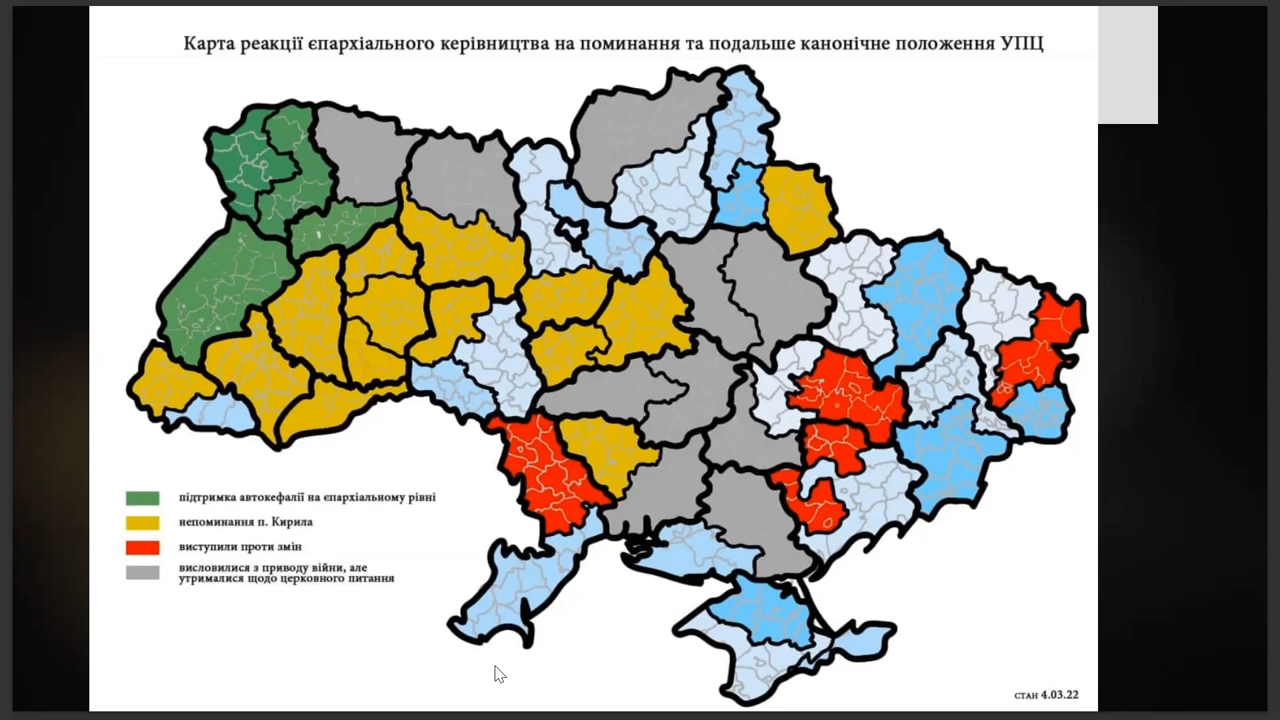 Карта реакції єпархіального керівництва на поминання та подальше канонічне положення УПЦ
підтримка автокефалії на єпархіальному рівні
непоминання п. Кирила
виступили проти змін
висловилися з приводу війни, але
утрималися щодо церковного питання
стан 4.03.22